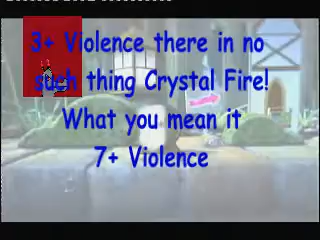 3+ Violence there in no
such thing Crystal Fire!
What you mean it
7+ Violence